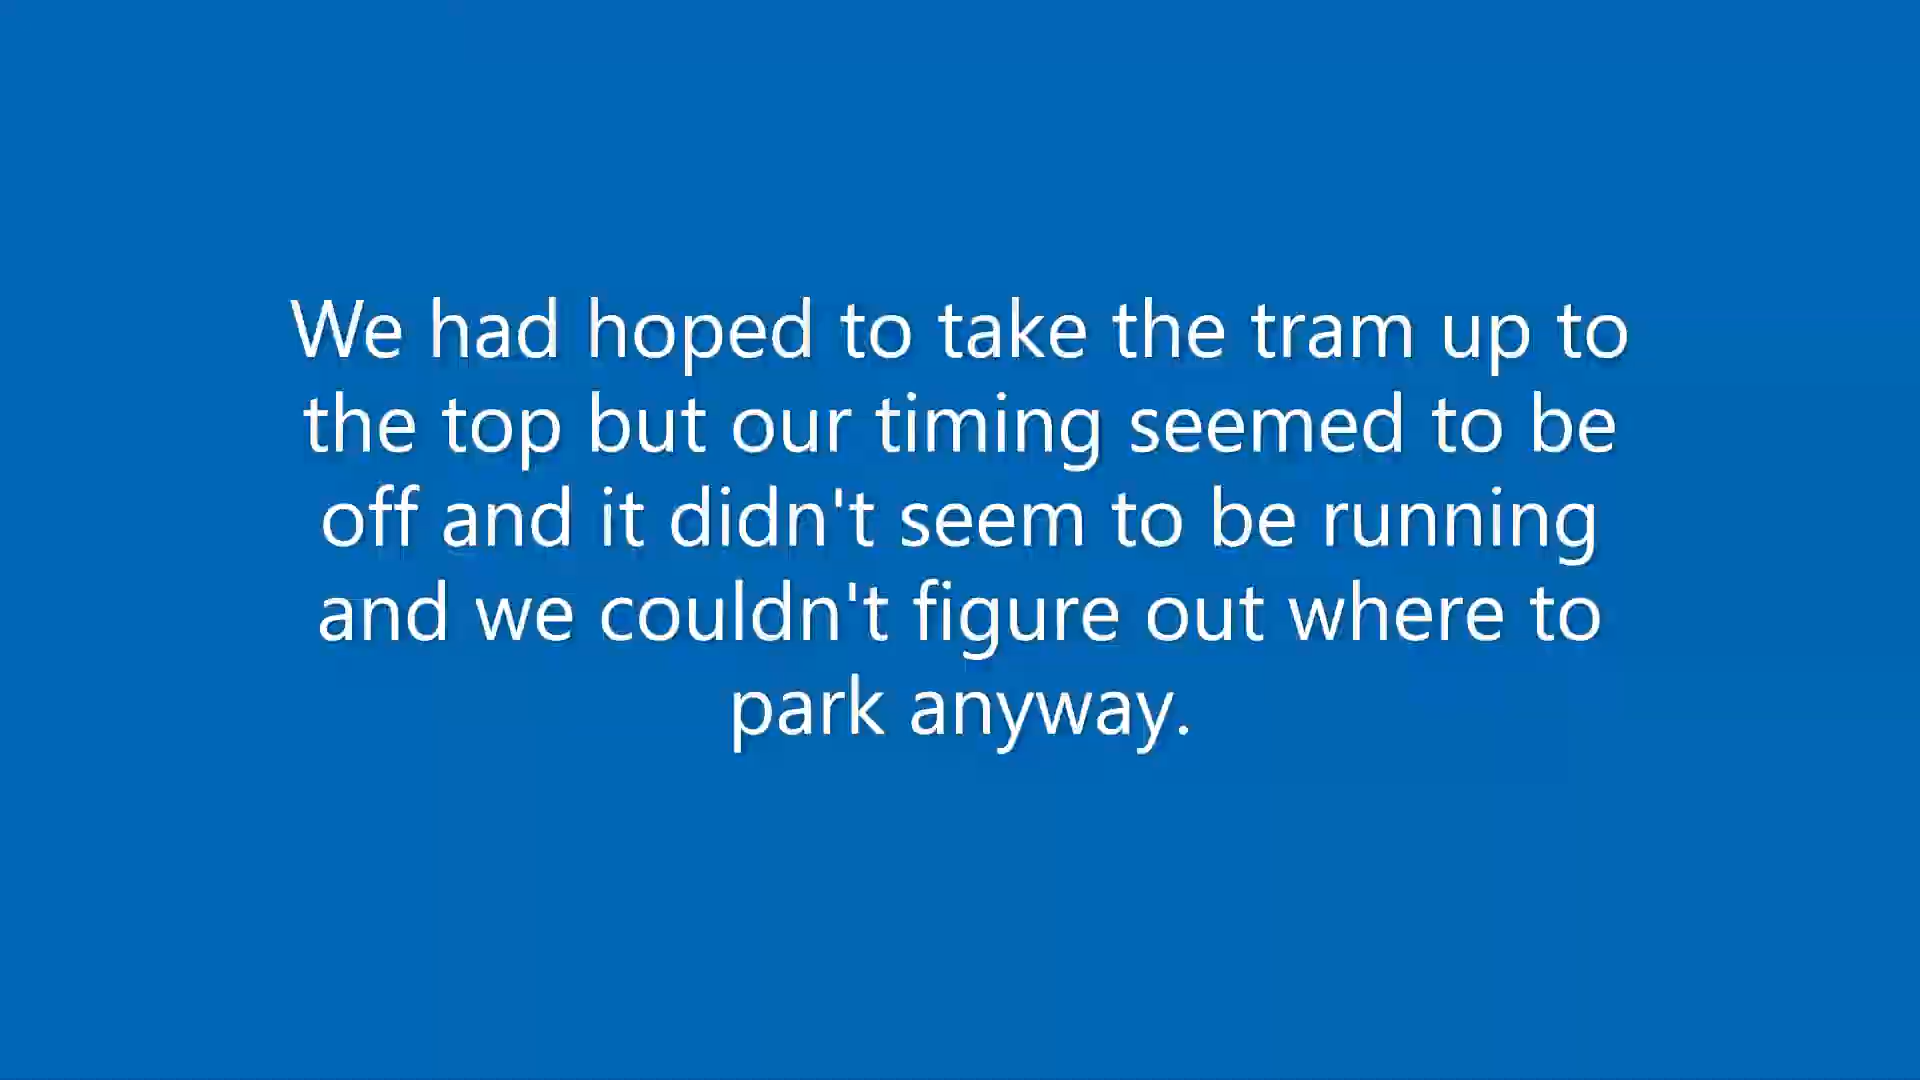 We had hoped to take the tram up to
the top but our timing seemed to be
off and it didn't seem to be running
and we couldn't figure out where to
park anyway.